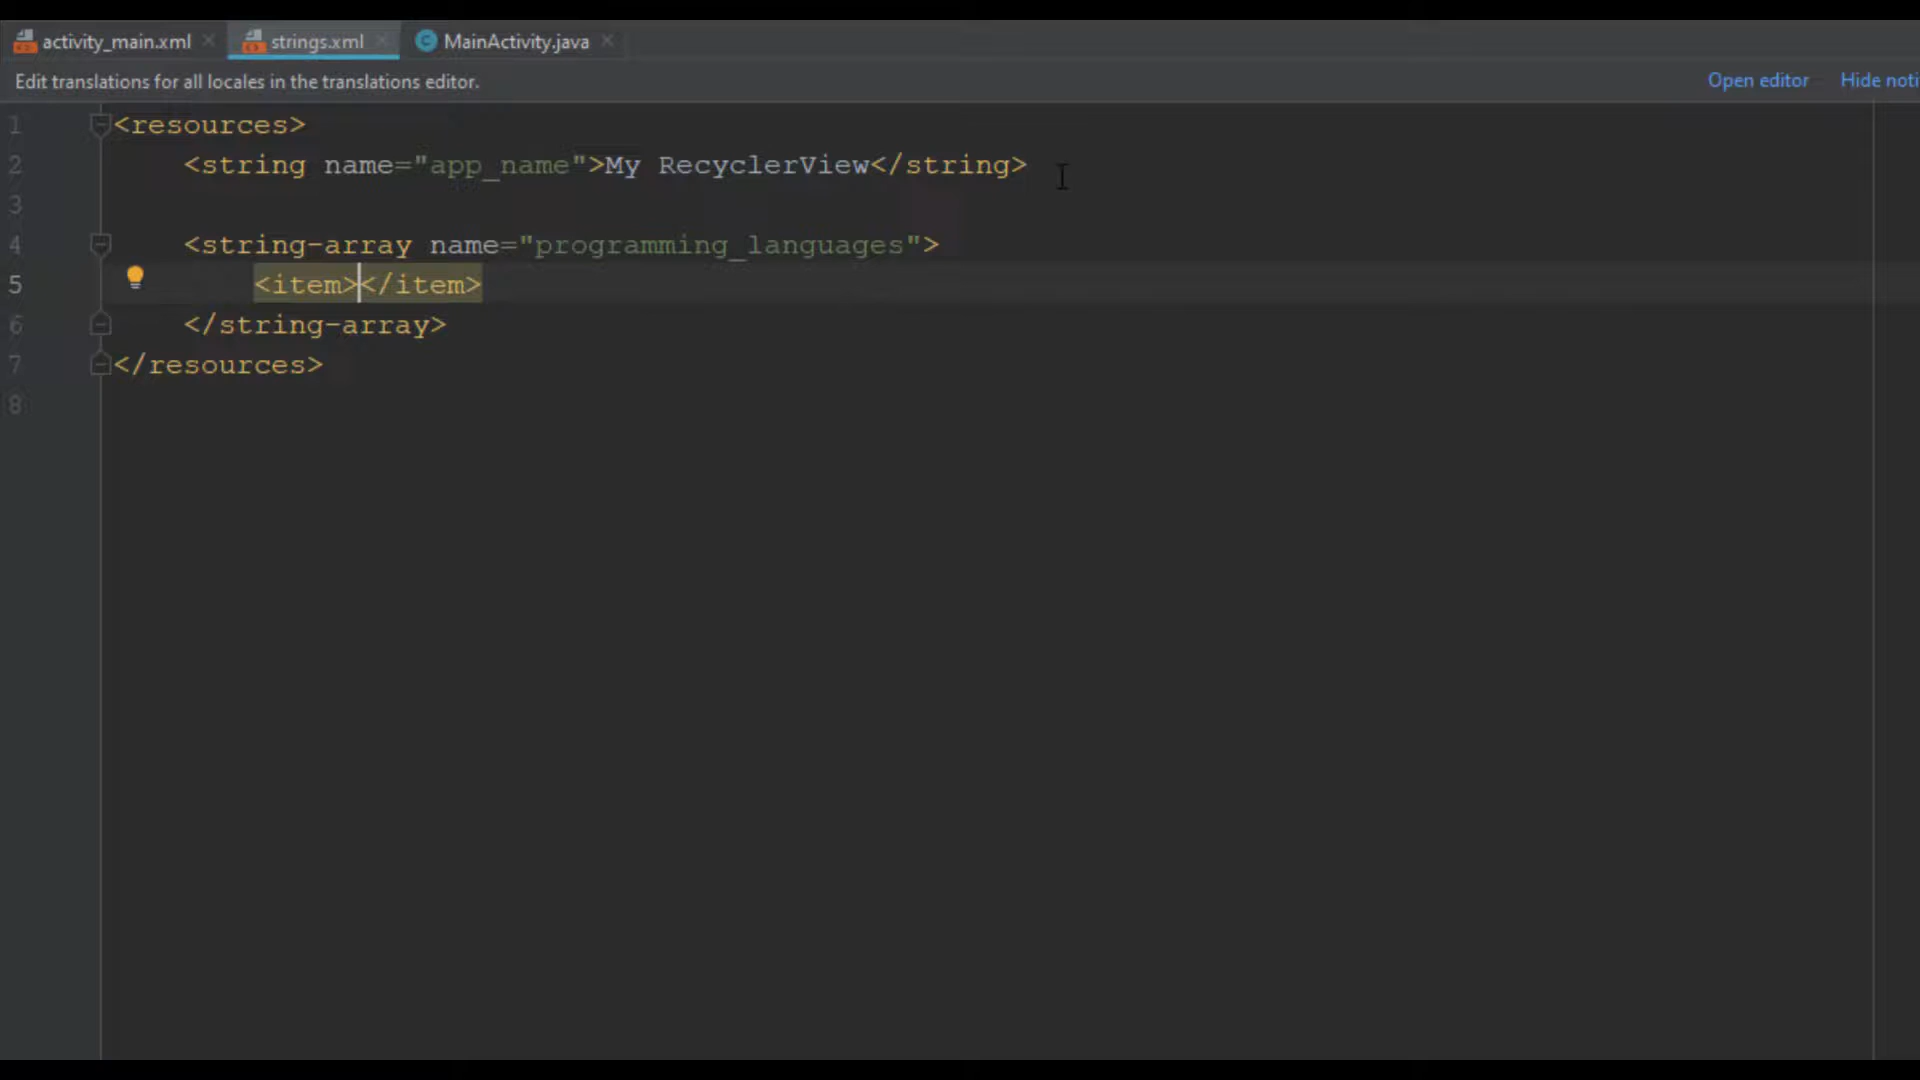 activity_main.xml strings.xml MainActivity.java
Edit translations for all locales in the translations editor. Open editor Hide noti
1 <resources>
2 <string name="app_name">My RecyclerView</string>
3
4 <string-array name="programming_languages">
5 <item></item>
6 </string-array>
7 </resources>
8